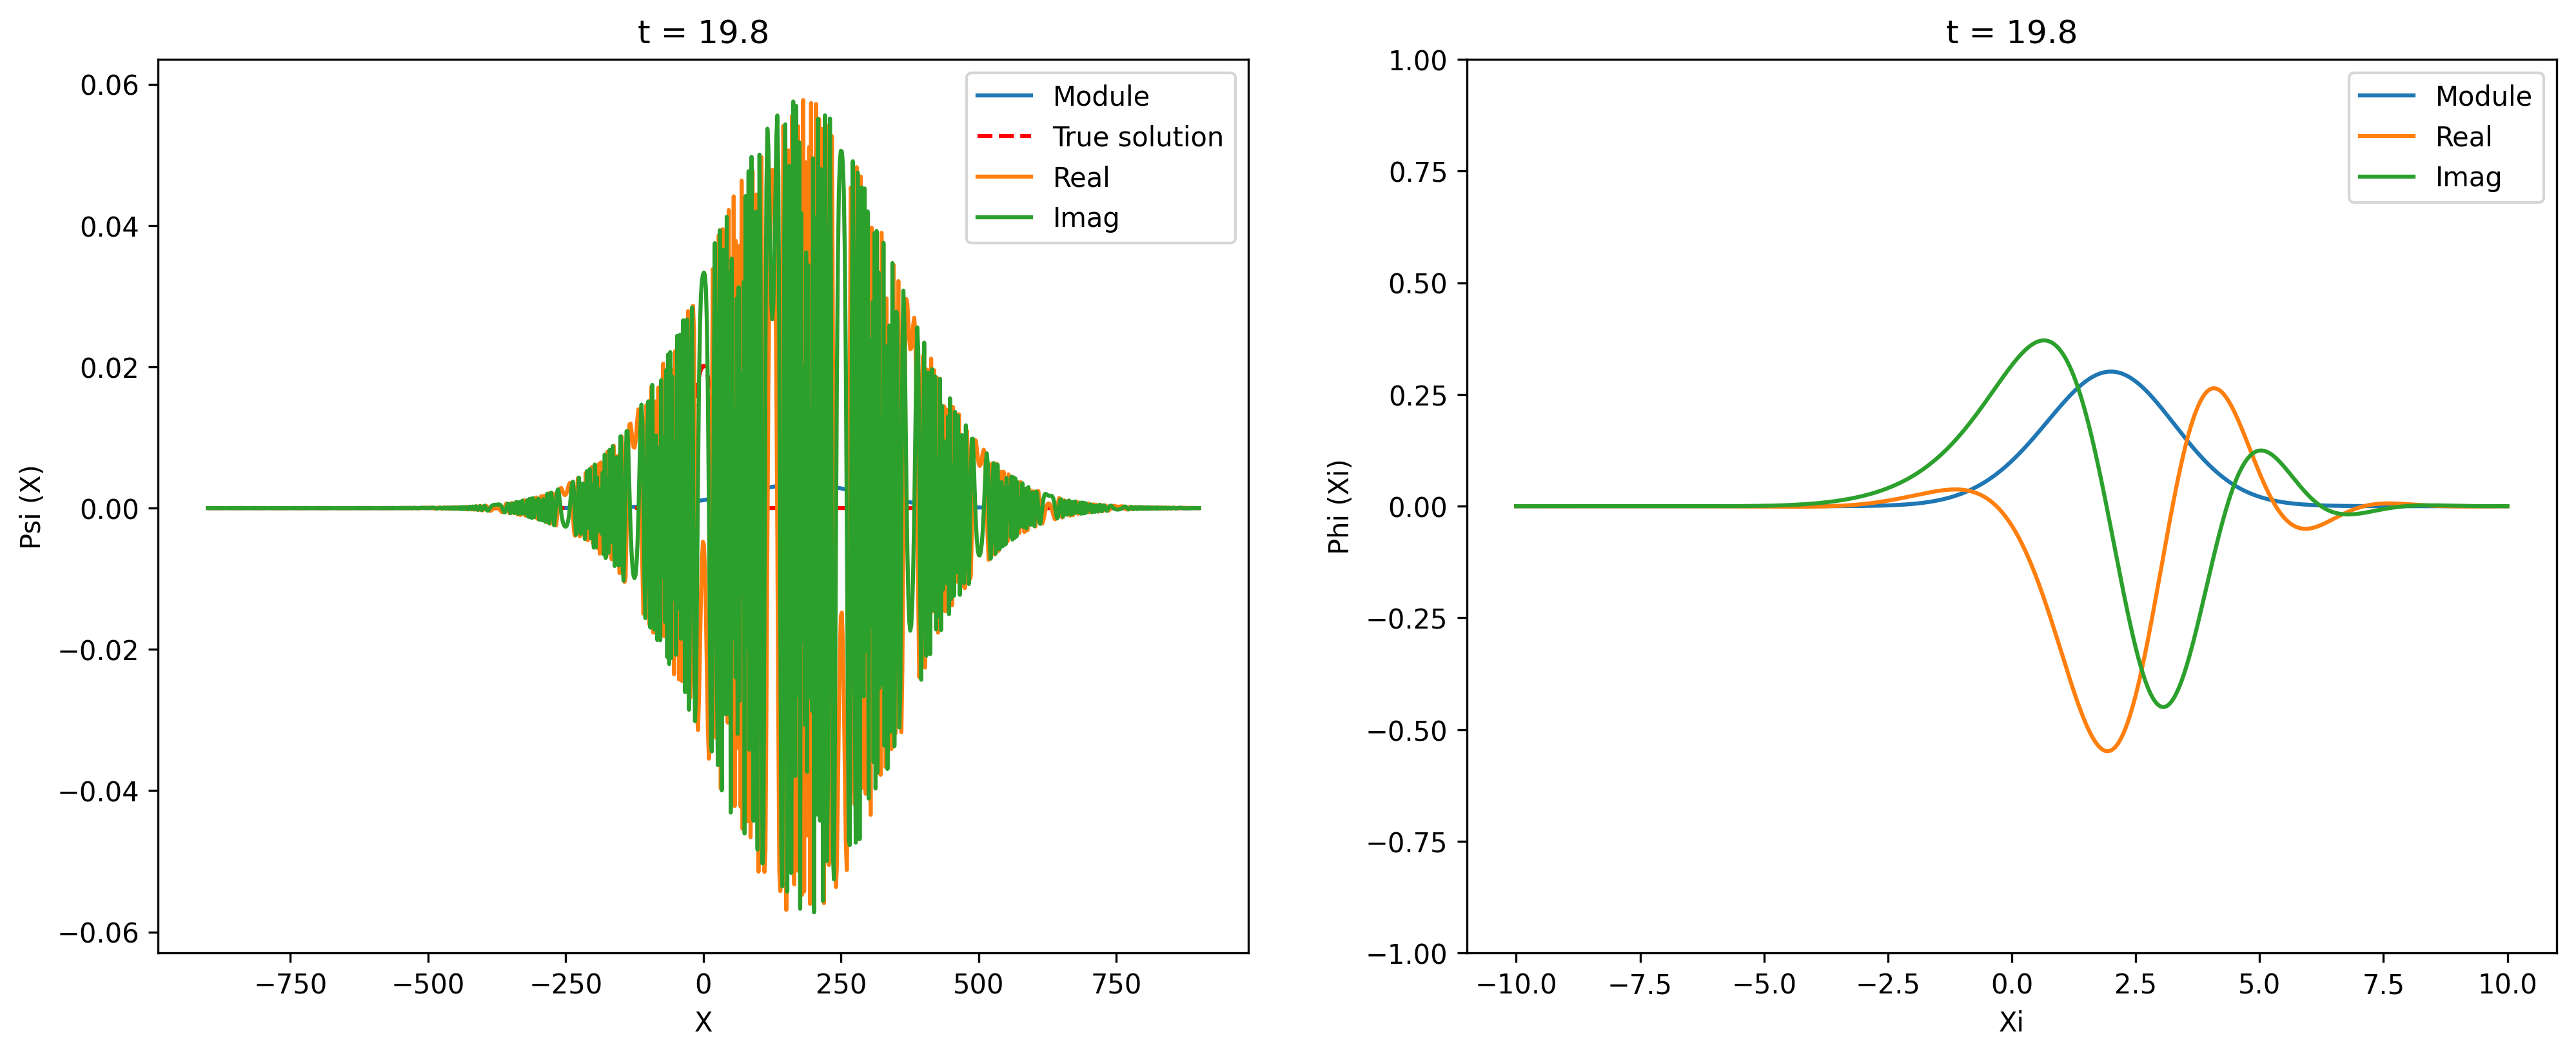 t = 19.8
Psi (X)
0.06
0.04
0.02
0.00
−0.02
−0.04
−0.06
Module
True solution
Real
Imag
−750
−500
−250
0
250
500
750
X
t = 19.8
Phi (Xi)
1.00
0.75
0.50
0.25
0.00
−0.25
−0.50
−0.75
−1.00
Module
Real
Imag
−10.0
−7.5
−5.0
−2.5
0.0
2.5
5.0
7.5
10.0
Xi